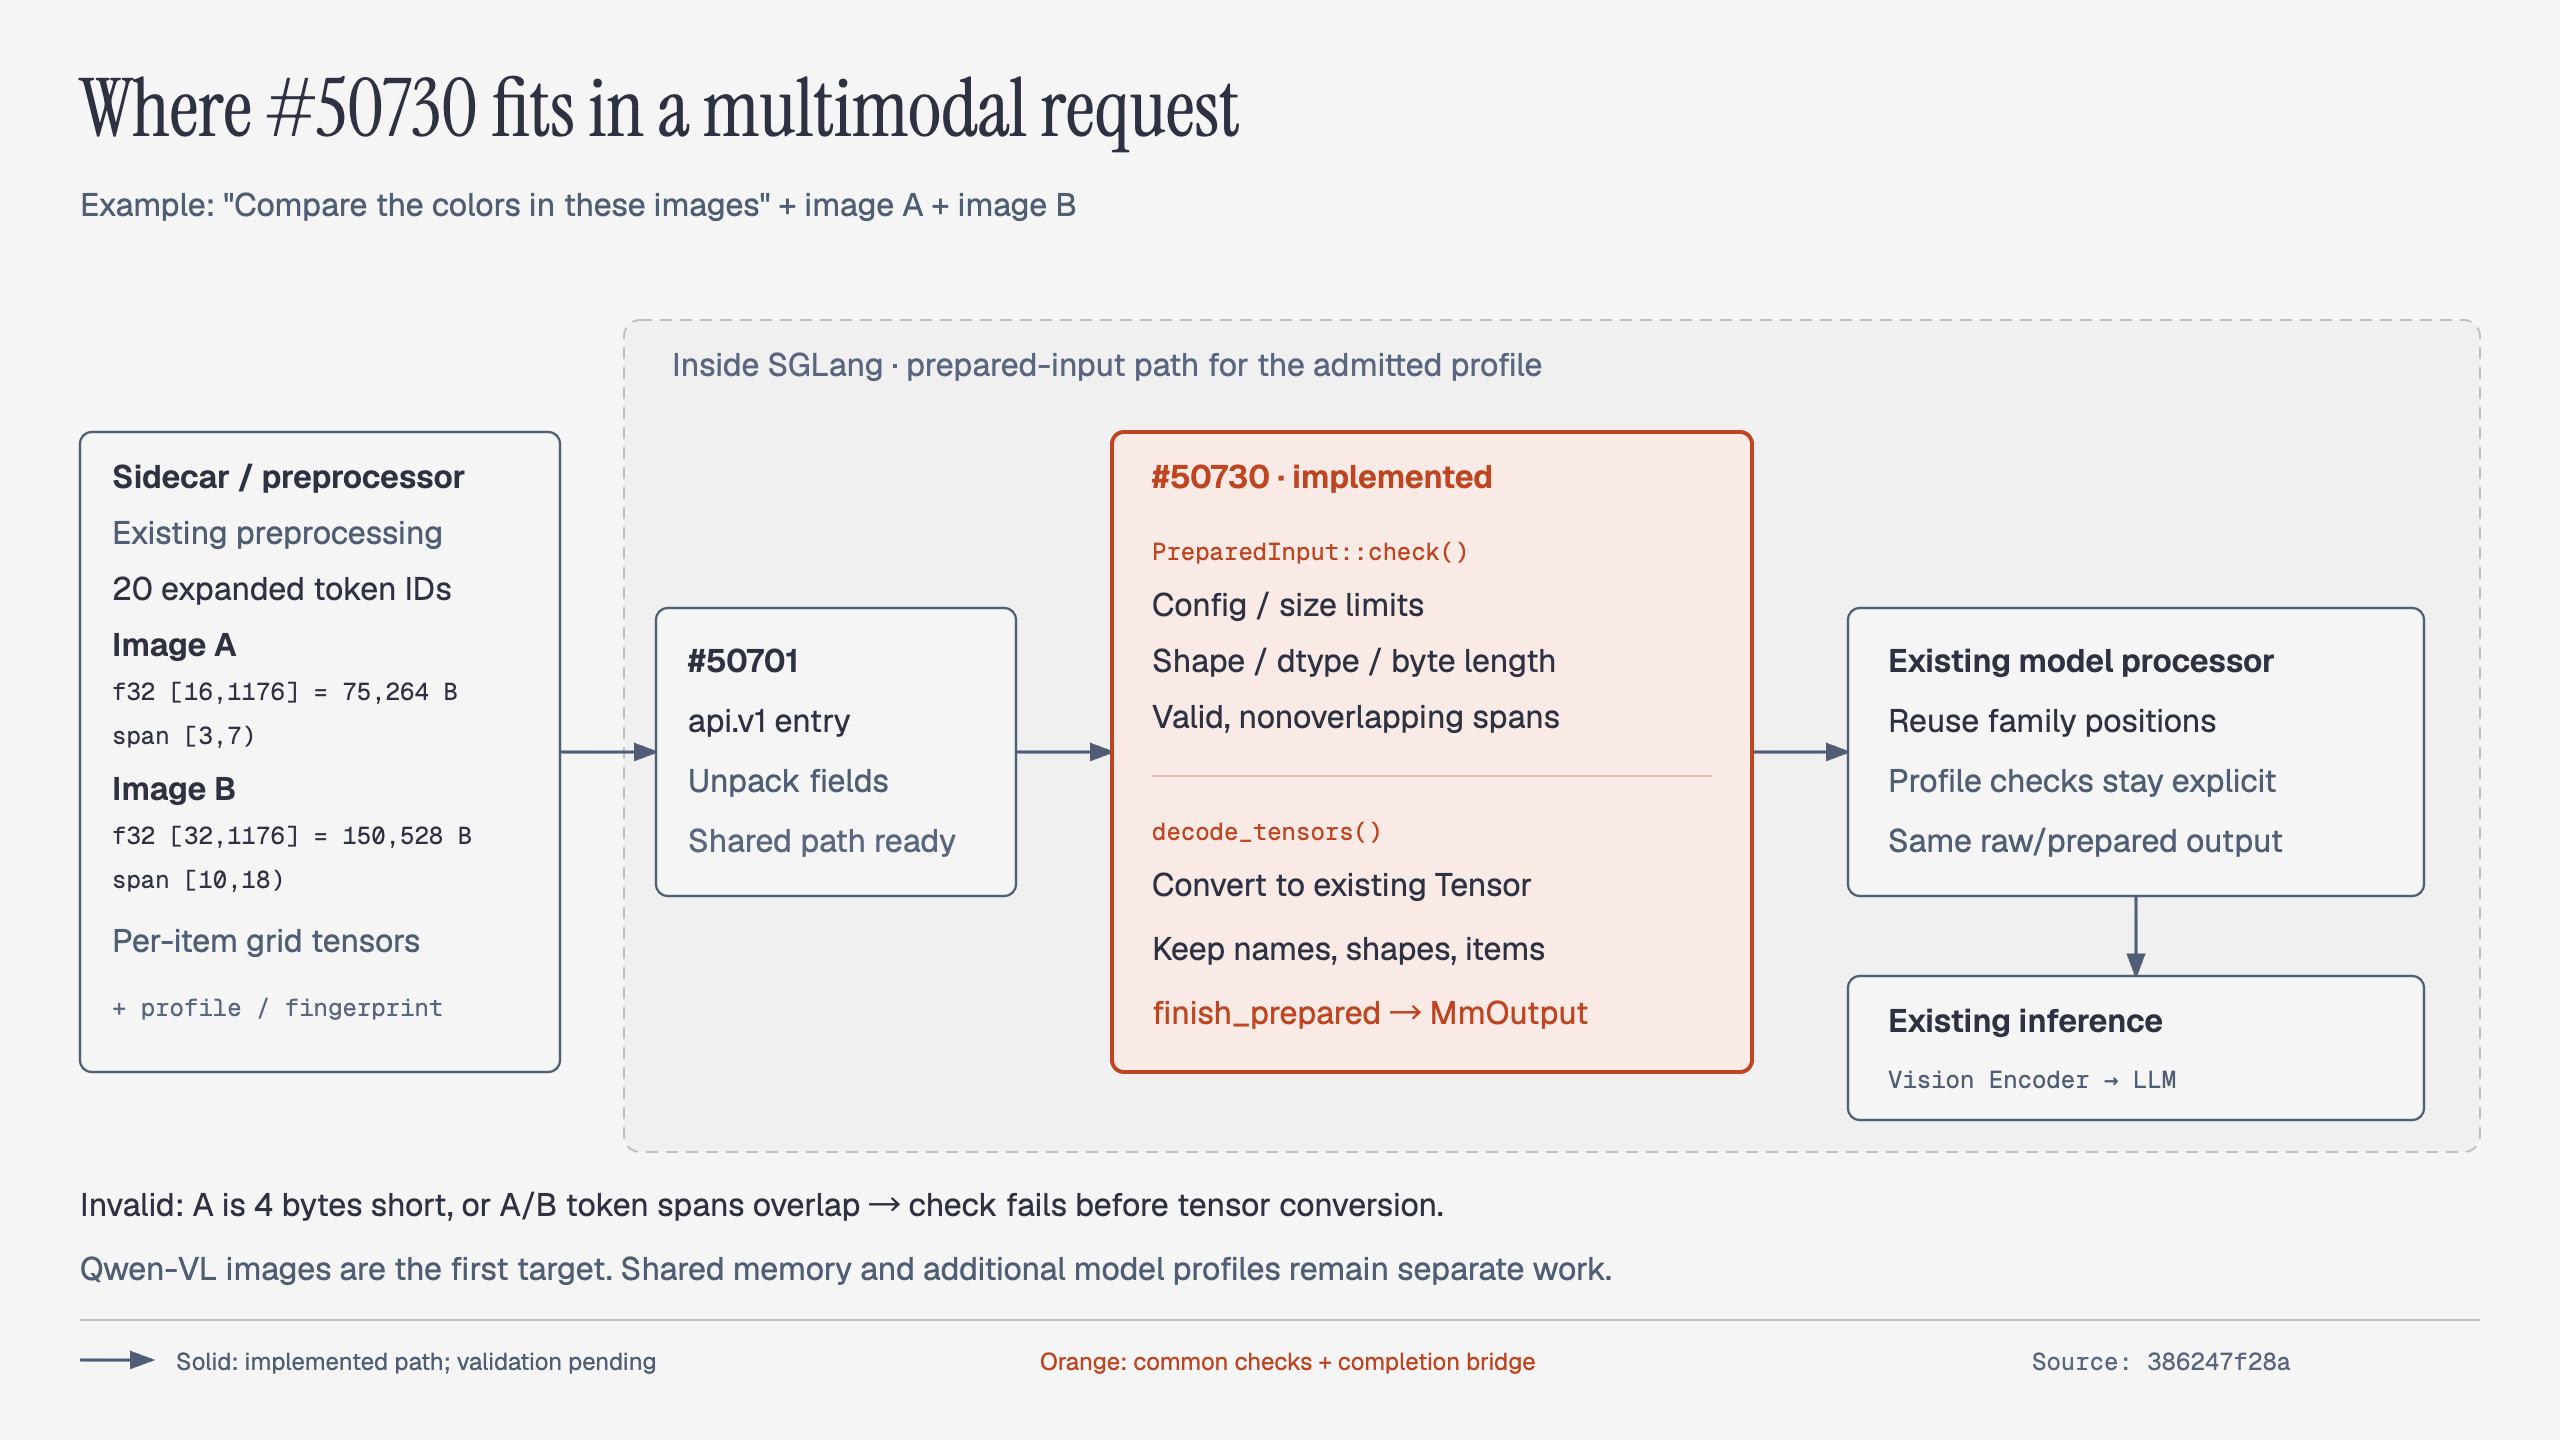 Where #50730 fits in a multimodal request
Example: "Compare the colors in these images" + image A + image B
Inside SGLang · prepared-input path for the admitted profile
Sidecar / preprocessor
Existing preprocessing
20 expanded token IDs
Image A
f32 [16,1176] = 75,264 B
span [3,7)
Image B
f32 [32,1176] = 150,528 B
span [10,18)
Per-item grid tensors
+ profile / fingerprint
#50701
api.v1 entry
Unpack fields
Shared path ready
#50730 · implemented
PreparedInput::check()
Config / size limits
Shape / dtype / byte length
Valid, nonoverlapping spans
decode_tensors()
Convert to existing Tensor
Keep names, shapes, items
finish_prepared → MmOutput
Existing model processor
Reuse family positions
Profile checks stay explicit
Same raw/prepared output
Existing inference
Vision Encoder → LLM
Invalid: A is 4 bytes short, or A/B token spans overlap → check fails before tensor conversion.
Qwen-VL images are the first target. Shared memory and additional model profiles remain separate work.
Solid: implemented path; validation pending
Orange: common checks + completion bridge
Source: 386247f28a